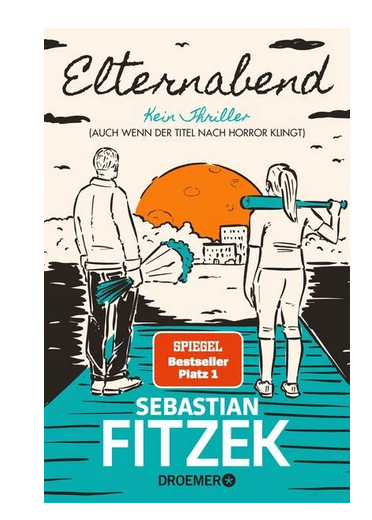 Elternabend
Kein Thriller
(AUCH WENN DER TITEL NACH HORROR KLINGT)
SPIEGEL
Bestseller
Platz 1
SEBASTIAN
FITZEK
DROEMER